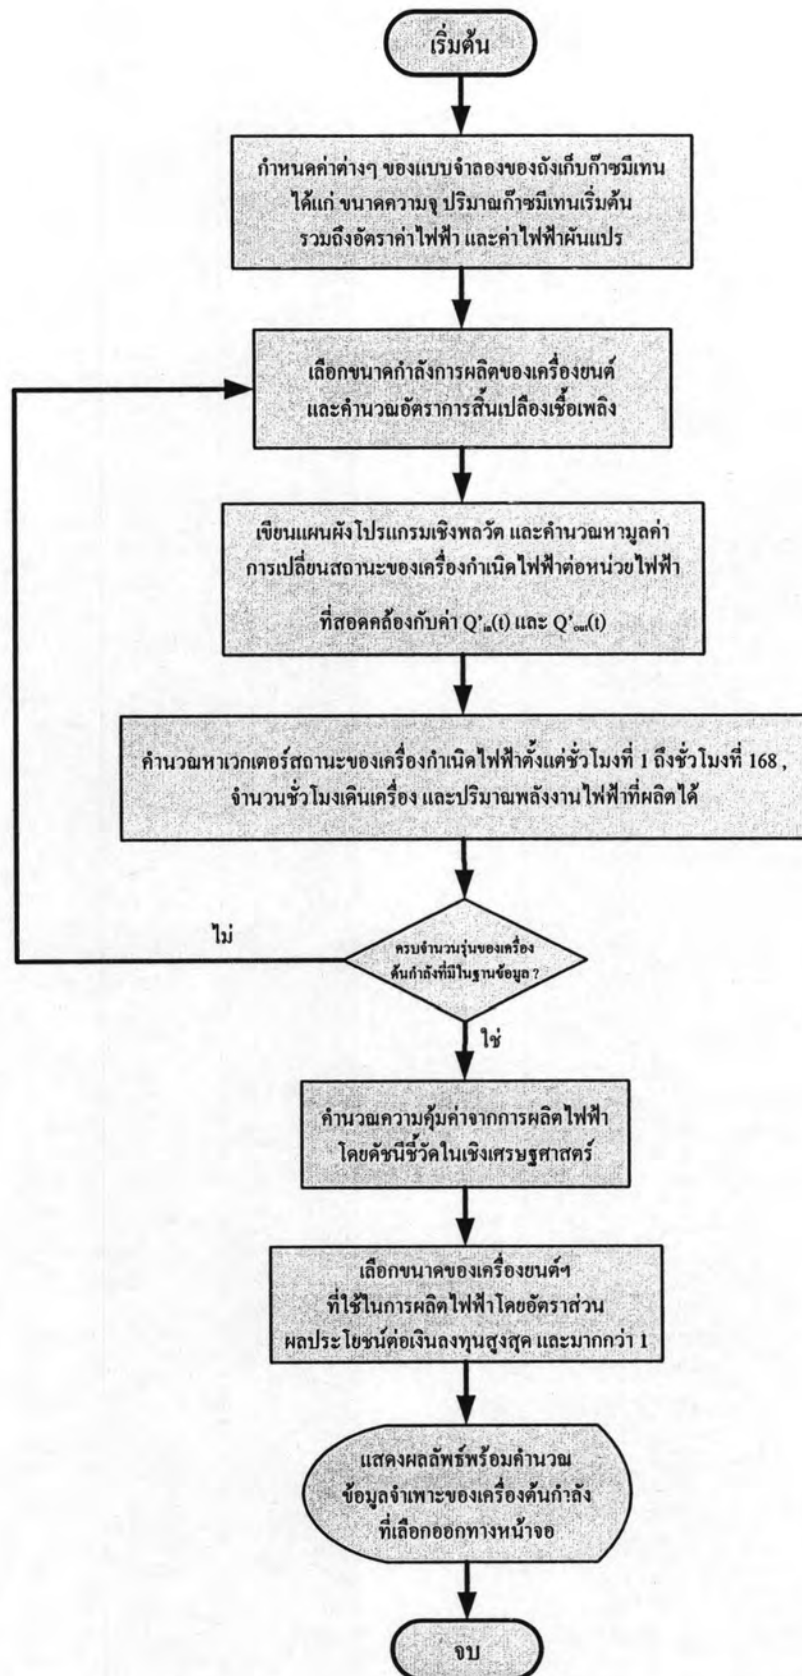 เริ่มต้น
กำหนดค่าต่างๆ ของแบบจำลองของถังเก็บก๊าซมีเทน
ได้แก่ ขนาดความจุ ปริมาณก๊าซมีเทนเริ่มต้น
รวมถึงอัตราค่าไฟฟ้า และค่าไฟฟ้าผันแปร
เลือกขนาดกำลังการผลิตของเครื่องยนต์
และคำนวณอัตราการสิ้นเปลืองเชื้อเพลิง
เขียนแผนผังโปรแกรมเชิงพลวัต และคำนวณหามูลค่า
การเปลี่ยนสถานะของเครื่องกำเนิดไฟฟ้าต่อหน่วยไฟฟ้า
ที่สอดคล้องกับค่า Q'in(t) และ Q'out(t)
คำนวณหาเวกเตอร์สถานะของเครื่องกำเนิดไฟฟ้าตั้งแต่ชั่วโมงที่ 1 ถึงชั่วโมงที่ 168 ,
จำนวนชั่วโมงเดินเครื่อง และปริมาณพลังงานไฟฟ้าที่ผลิตได้
ไม่
ครบจำนวนรุ่นของเครื่อง
ต้นกำลังที่มีในฐานข้อมูล ?
ใช่
คำนวณความคุ้มค่าจากการผลิตไฟฟ้า
โดยดัชนีชี้วัดในเชิงเศรษฐศาสตร์
เลือกขนาดของเครื่องยนต์ฯ
ที่ใช้ในการผลิตไฟฟ้าโดยอัตราส่วน
ผลประโยชน์ต่อเงินลงทุนสูงสุด และมากกว่า 1
แสดงผลลัพธ์พร้อมคำนวณ
ข้อมูลจำเพาะของเครื่องต้นกำลัง
ที่เลือกออกทางหน้าจอ
จบ